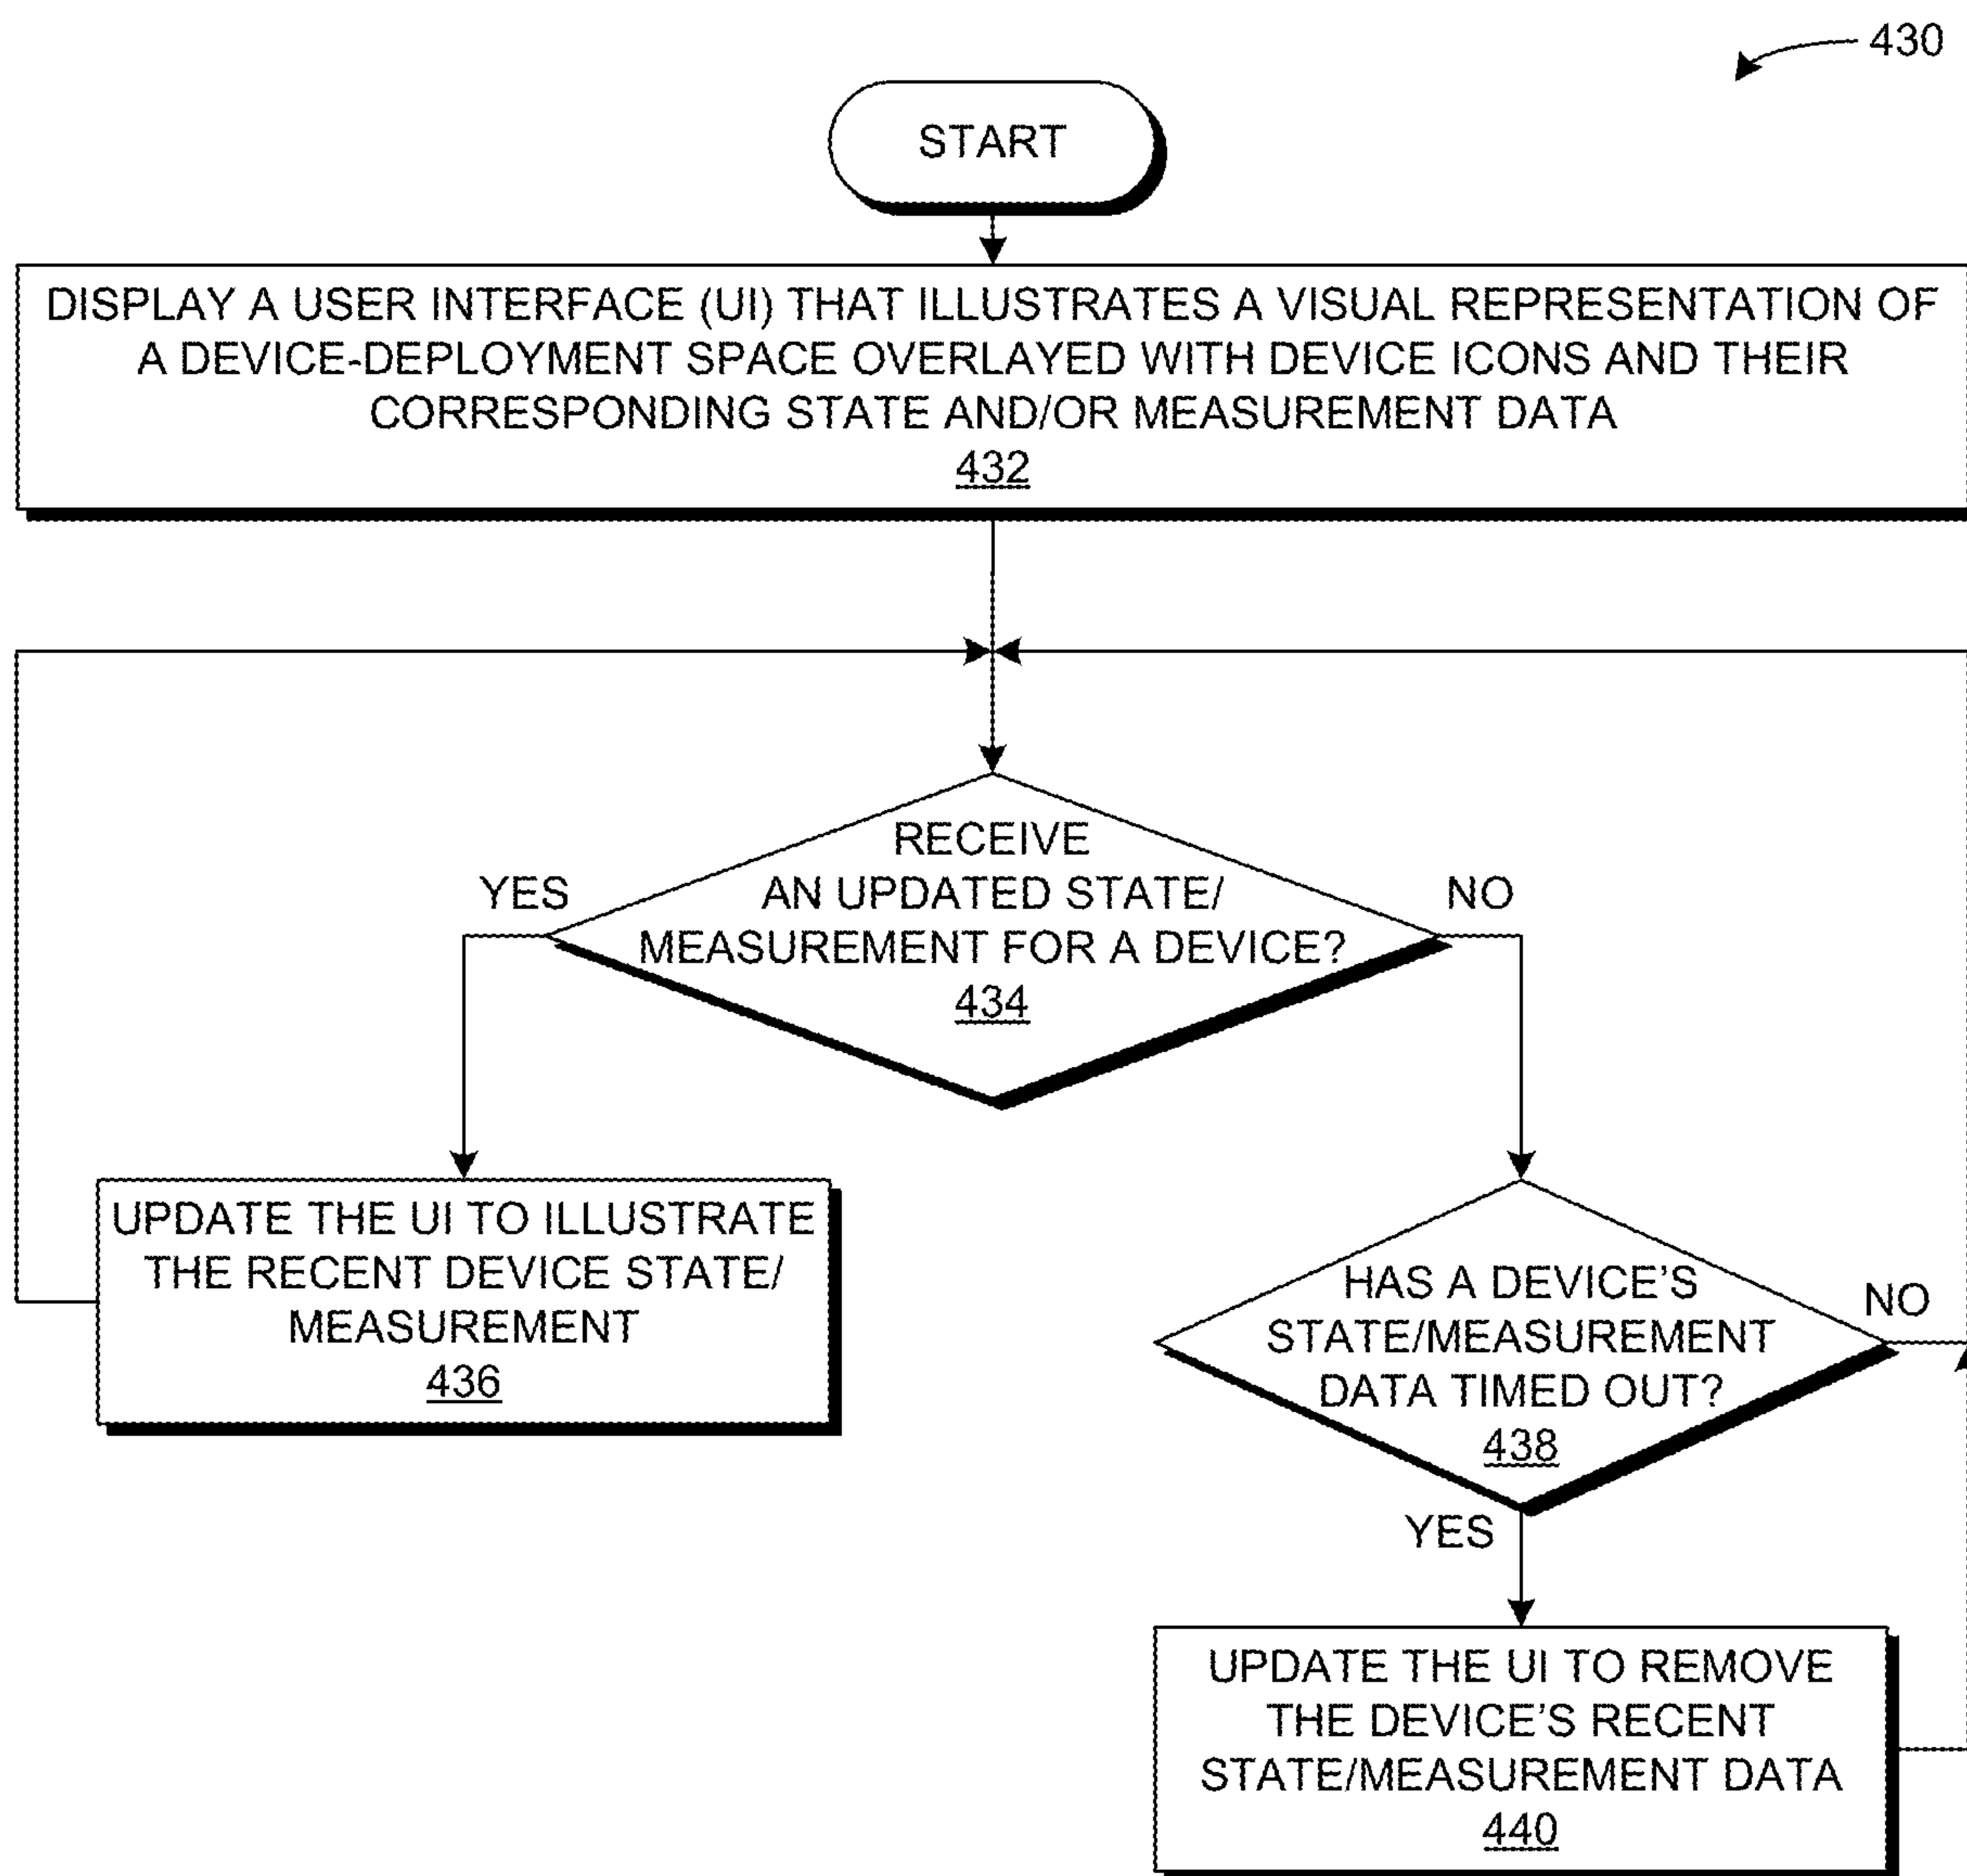 430
START
DISPLAY A USER INTERFACE (UI) THAT ILLUSTRATES A VISUAL REPRESENTATION OF
A DEVICE-DEPLOYMENT SPACE OVERLAYED WITH DEVICE ICONS AND THEIR
CORRESPONDING STATE AND/OR MEASUREMENT DATA
432
RECEIVE
AN UPDATED STATE/
MEASUREMENT FOR A DEVICE?
434
YES
NO
UPDATE THE UI TO ILLUSTRATE
THE RECENT DEVICE STATE/
MEASUREMENT
436
HAS A DEVICE'S
STATE/MEASUREMENT
DATA TIMED OUT?
438
NO
YES
UPDATE THE UI TO REMOVE
THE DEVICE'S RECENT
STATE/MEASUREMENT DATA
440